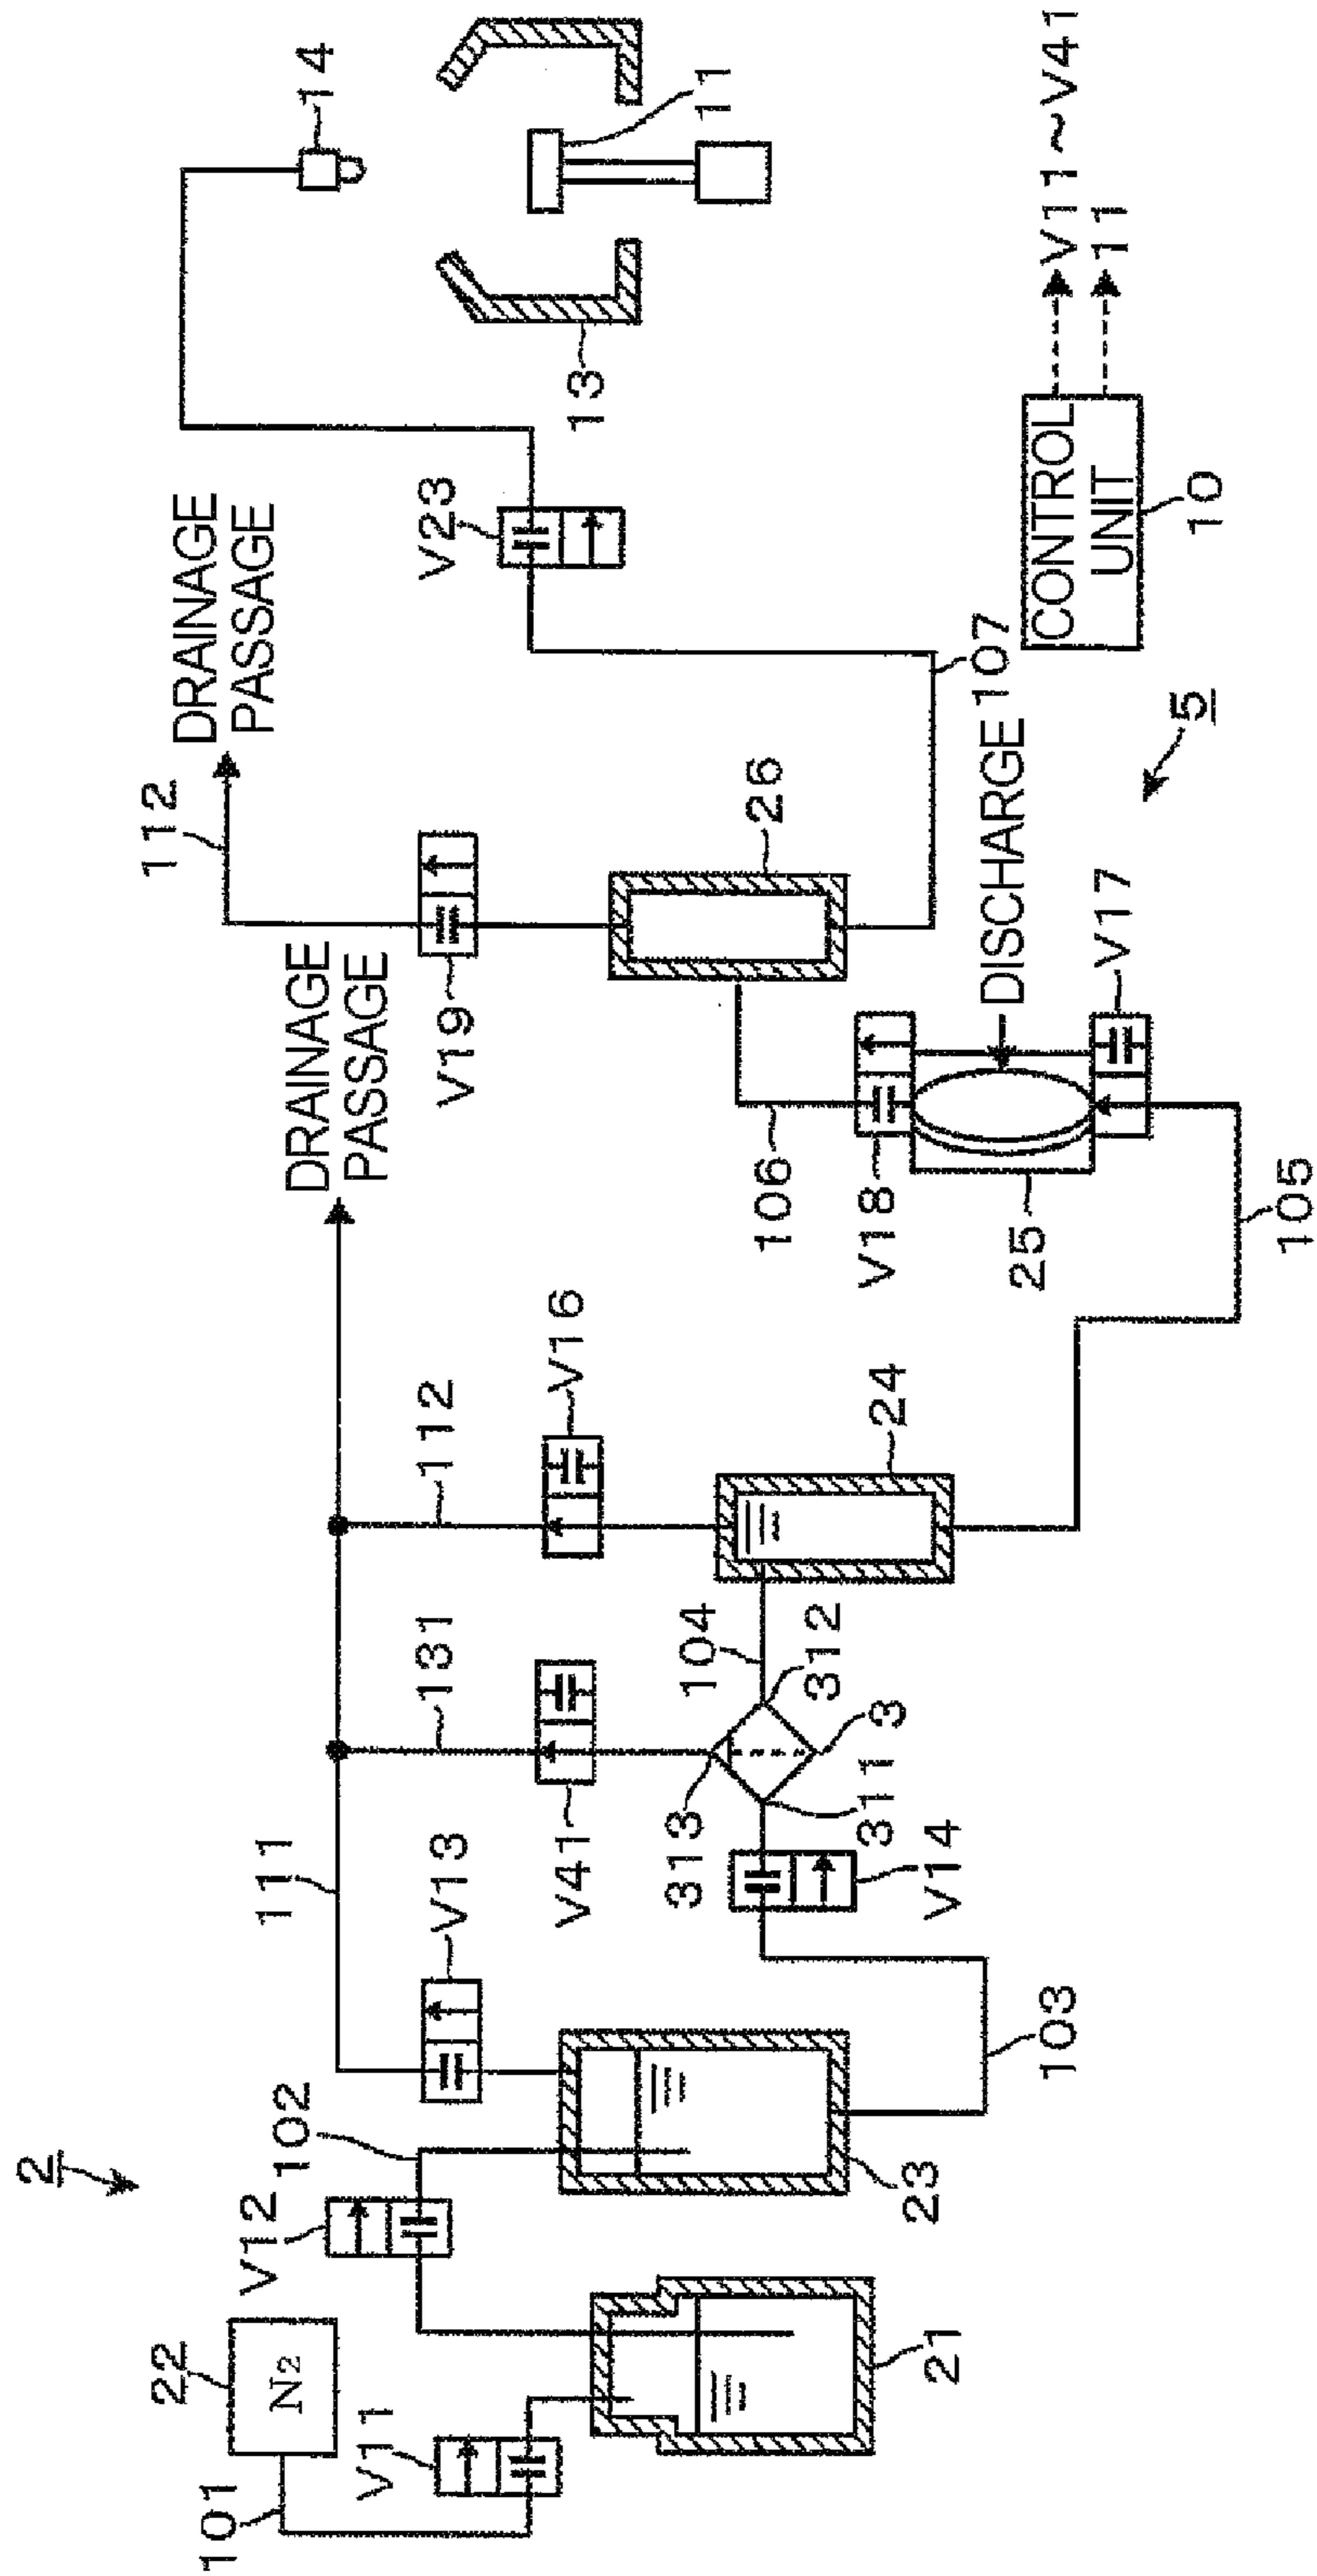 2
22
N2
101
V11
21
V12
102
23
103
111
V13
V14
V41
313
311
3
312
131
104
24
112
V16
105
DRAINAGE
PASSAGE
25
V18
106
V17
DISCHARGE
V19
26
112
DRAINAGE
PASSAGE
107
5
V23
13
14
11
CONTROL
UNIT
10
V11~V41
11